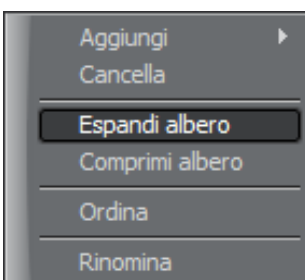 Aggiungi
Cancella
Espandi albero
Comprimi albero
Ordina
Rinomina